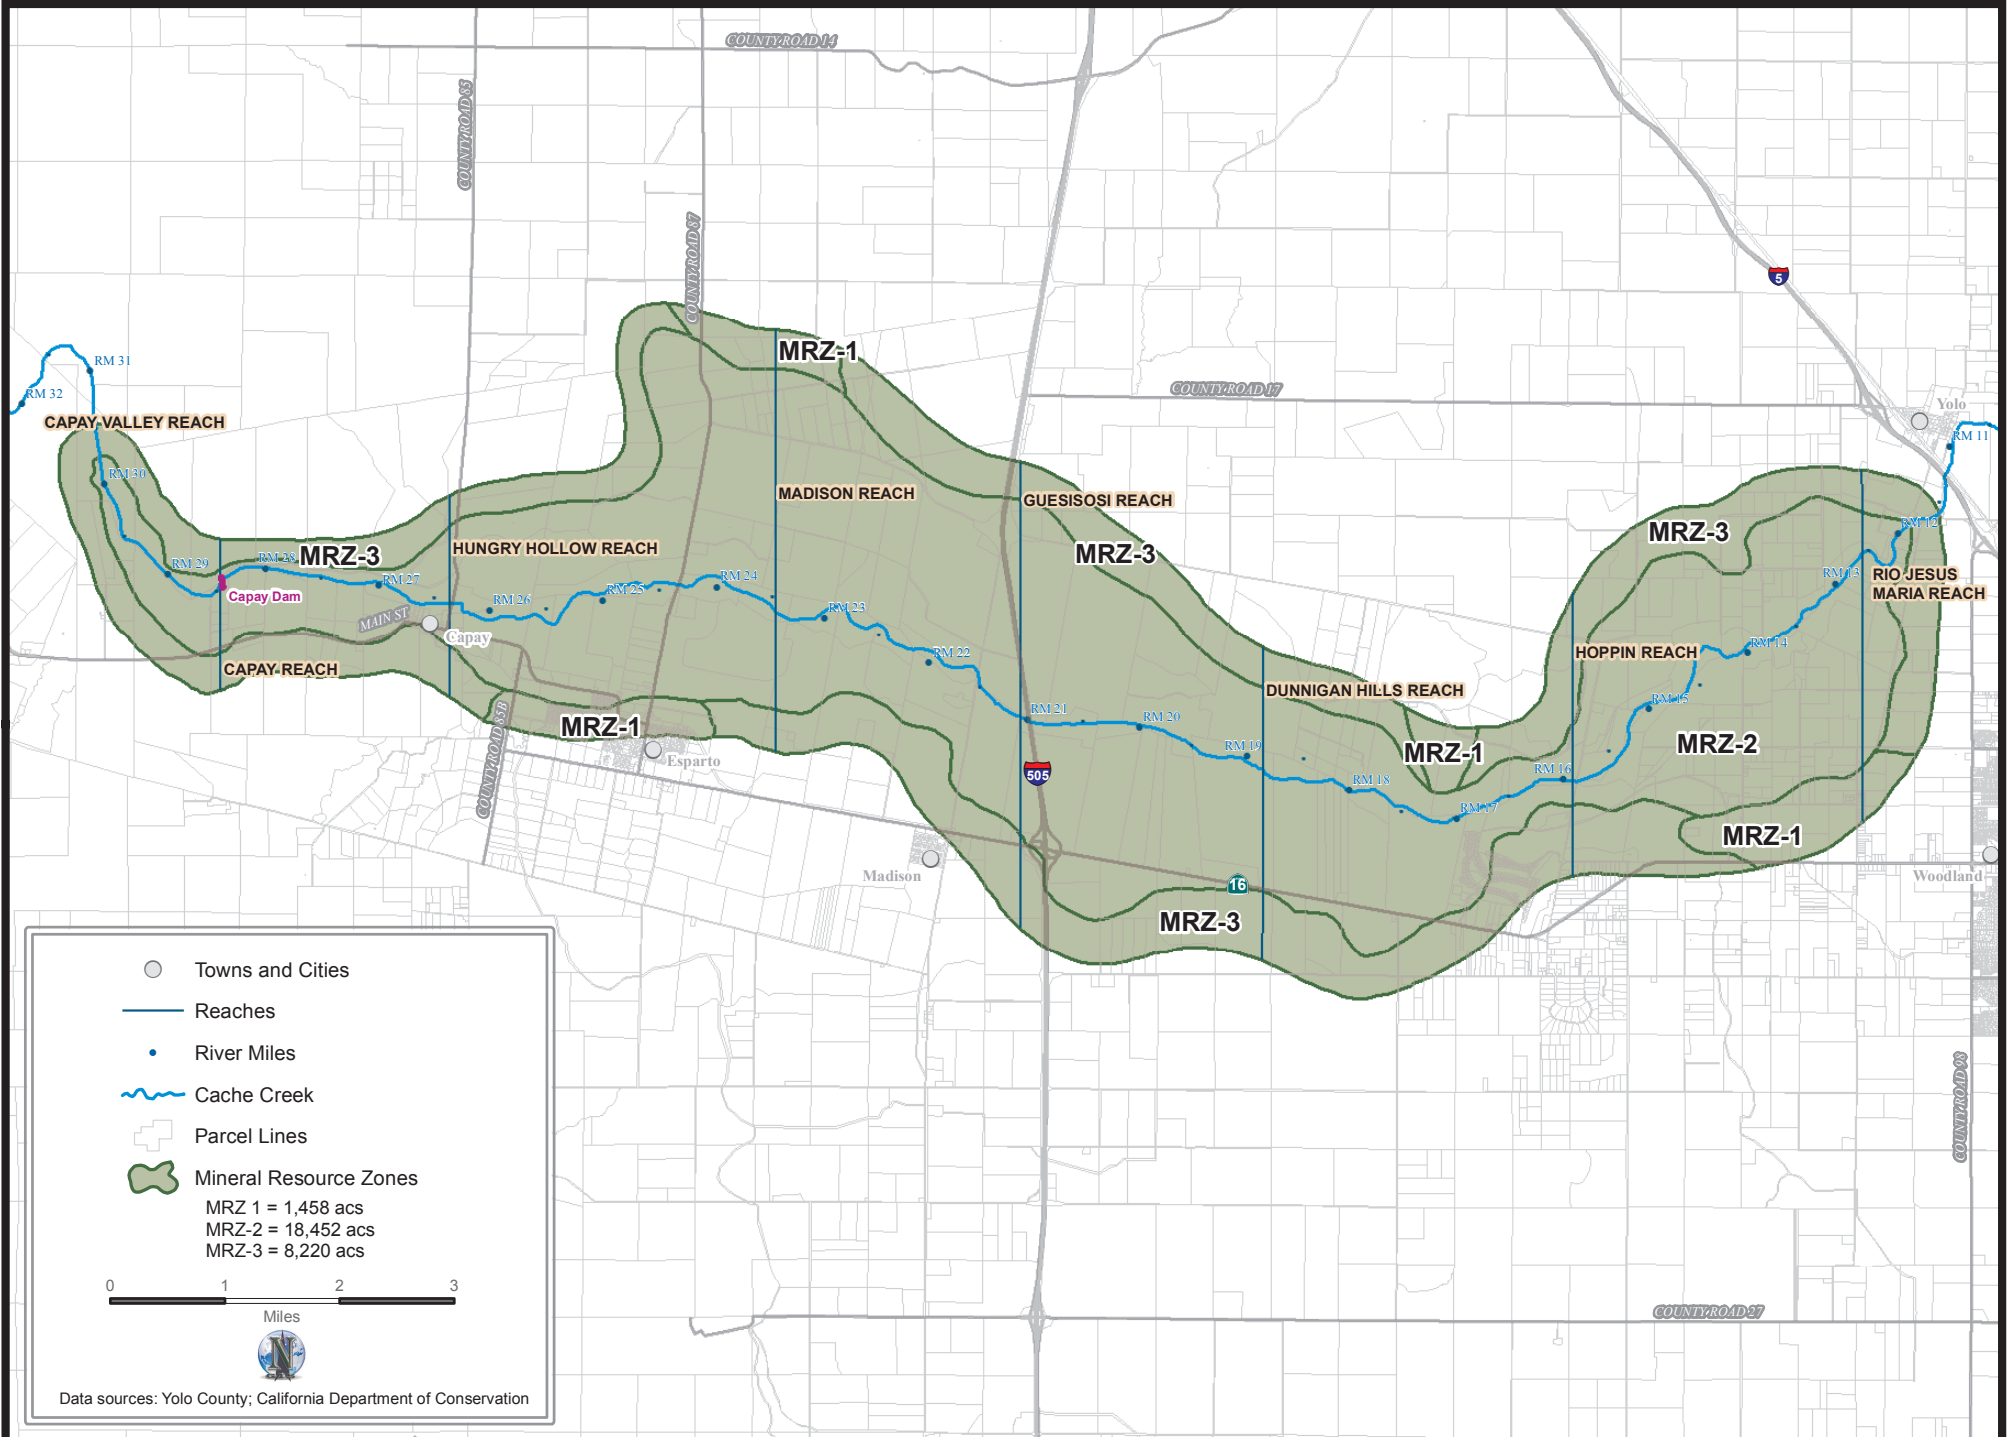 COUNTY ROAD 14
COUNTY ROAD 85
COUNTY ROAD 87
5
MRZ-1
RM 31
RM 32
COUNTY ROAD 17
Yolo
CAPAY VALLEY REACH
RM 11
RM 30
MADISON REACH
GUESISOSI REACH
RM 12
MRZ-3
HUNGRY HOLLOW REACH
MRZ-3
MRZ-3
RM 29
RM 28
RM 27
RM 24
RM 13
RIO JESUS
MARIA REACH
Capay Dam
RM 26
RM 25
RM 23
MAIN ST
Capay
RM 22
HOPPIN REACH
RM 14
CAPAY REACH
DUNNIGAN HILLS REACH
RM 15
RM 21
RM 20
MRZ-1
COUNTY ROAD 85B
Esparto
RM 19
MRZ-1
MRZ-2
505
RM 18
RM 16
RM 17
MRZ-1
Madison
16
Woodland
MRZ-3
Towns and Cities
Reaches
River Miles
Cache Creek
Parcel Lines
Mineral Resource Zones
MRZ 1 = 1,458 acs
MRZ-2 = 18,452 acs
MRZ-3 = 8,220 acs
0 1 2 3
Miles
N
Data sources: Yolo County; California Department of Conservation
COUNTY ROAD 98
COUNTY ROAD 27